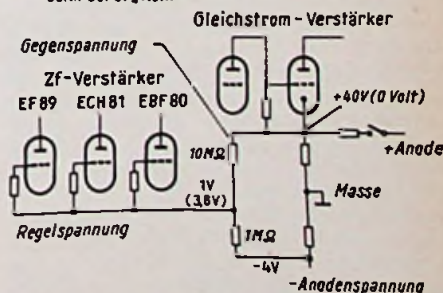 Gleichstrom-Verstärker
Gegenspannung
Zf-Verstärker
EF89 ECH81 EBF80
+40V(0 Volt)
+Anode
10MΩ
1V
(3,8V)
Masse
Regelspannung
1MΩ
-4V
-Anodenspannung